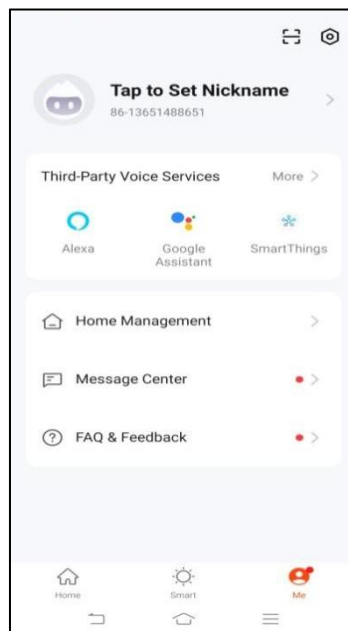 Tap to Set Nickname
86-13651488651
Third-Party Voice Services More
Alexa Google Assistant SmartThings
Home Management
Message Center
FAQ & Feedback
Home Smart Me